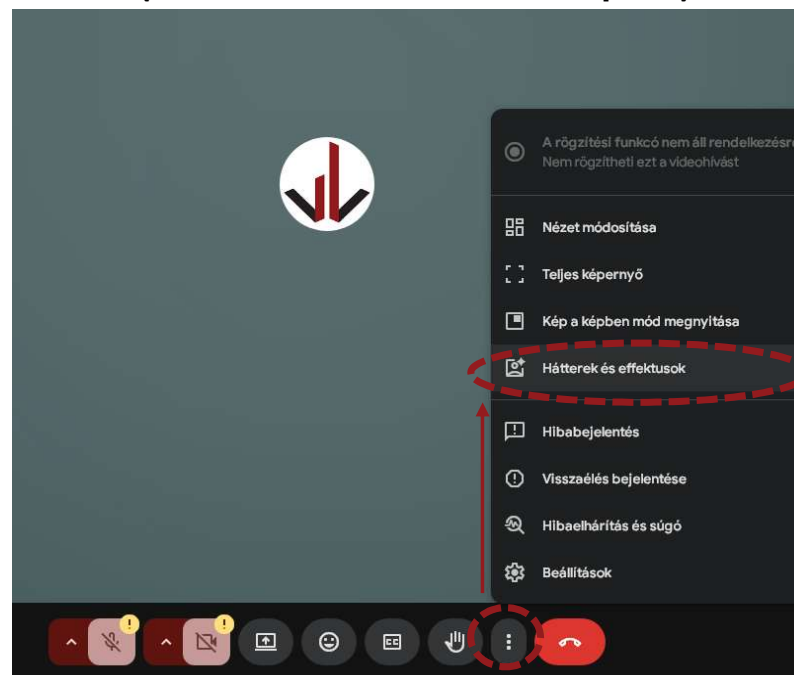 A rögzítési funkcó nem áll rendelkezésre
Nem rögzítheti ezt a videohívást
Nézet módosítása
Teljes képernyő
Kép a képben mód megnyitása
Hátterek és effektusok
Hibabejelentés
Visszaélés bejelentése
Hibaelhárítás és súgó
Beállítások
CC